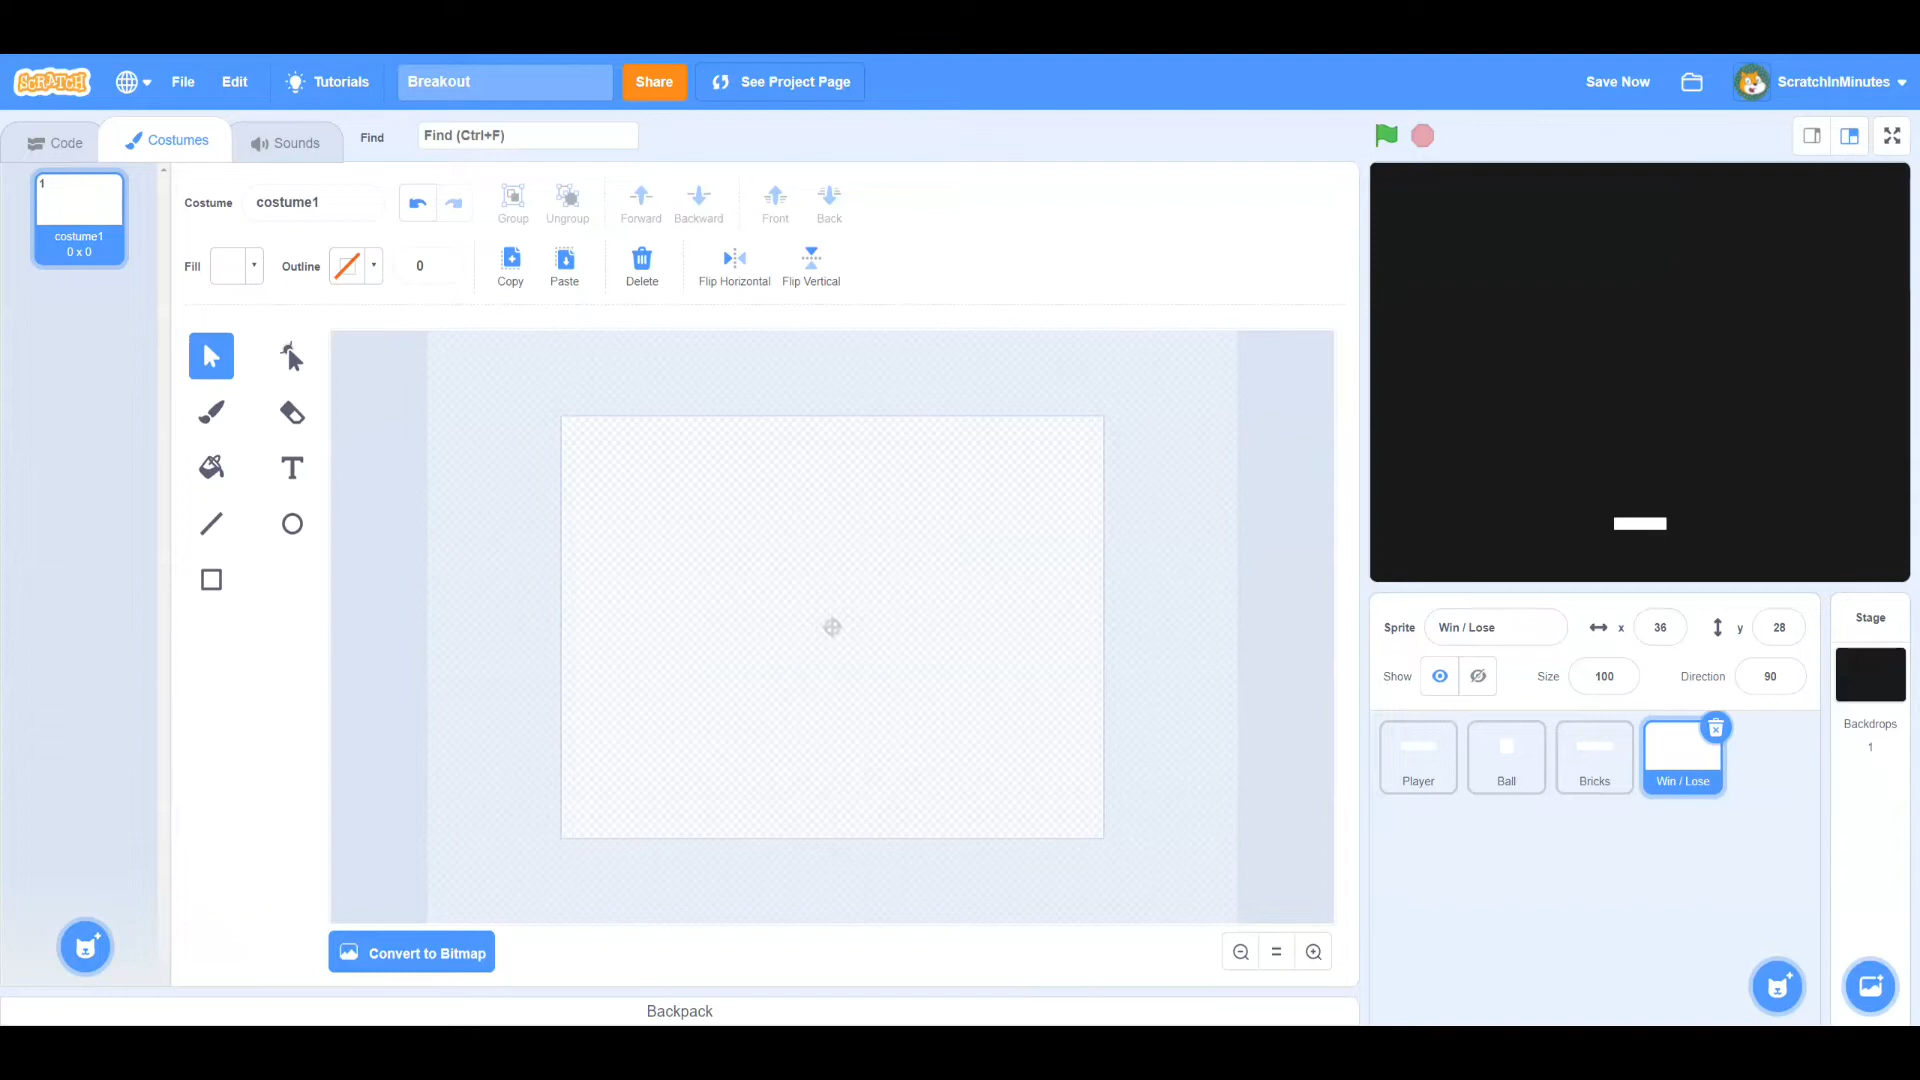 SCRATCH File Edit Tutorials Breakout Share See Project Page Save Now ScratchInMinutes
Code Costumes Sounds Find Find (Ctrl+F)
1
costume1
0 x 0
Costume costume1 Group Ungroup Forward Backward Front Back
Fill Outline 0 Copy Paste Delete Flip Horizontal Flip Vertical
T
Convert to Bitmap
Backpack
Sprite Win / Lose x 36 y 28
Show Size 100 Direction 90
Player Ball Bricks Win / Lose
Stage
Backdrops
1